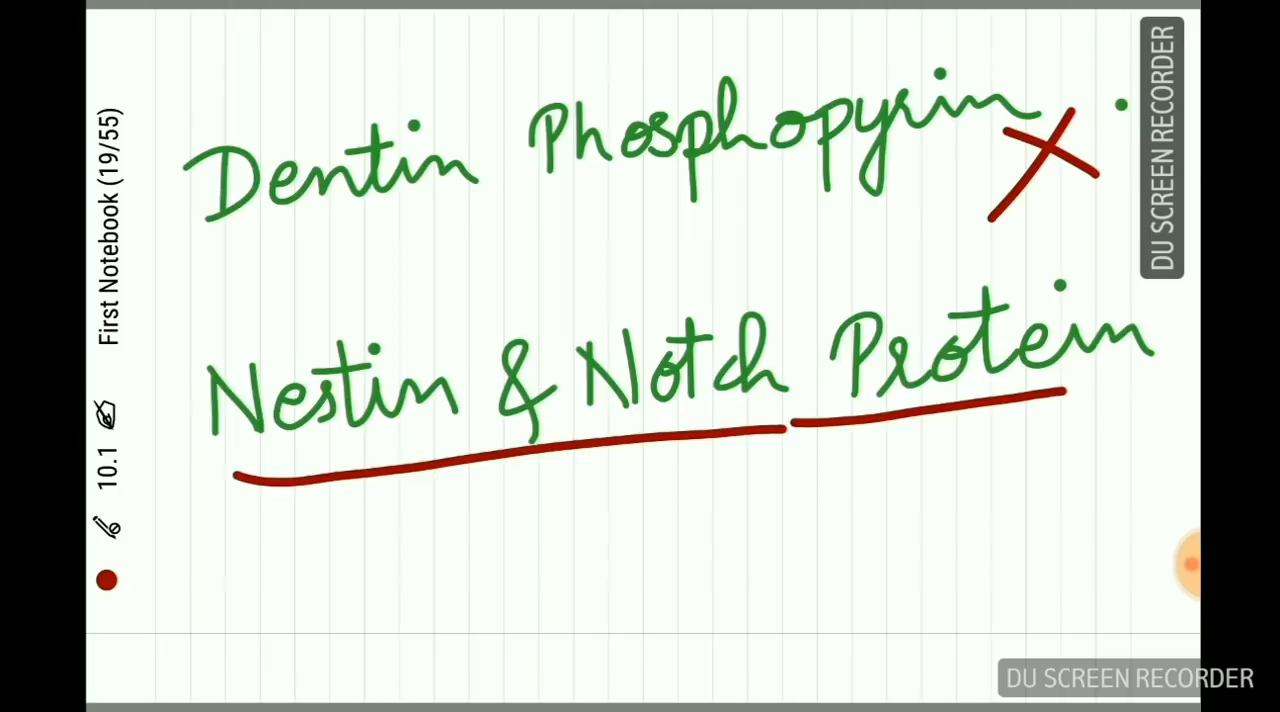 Dentin Phosphopyrin .
Nestin & Notch Protein
First Notebook (19/55)
10.1
DU SCREEN RECORDER
DU SCREEN RECORDER